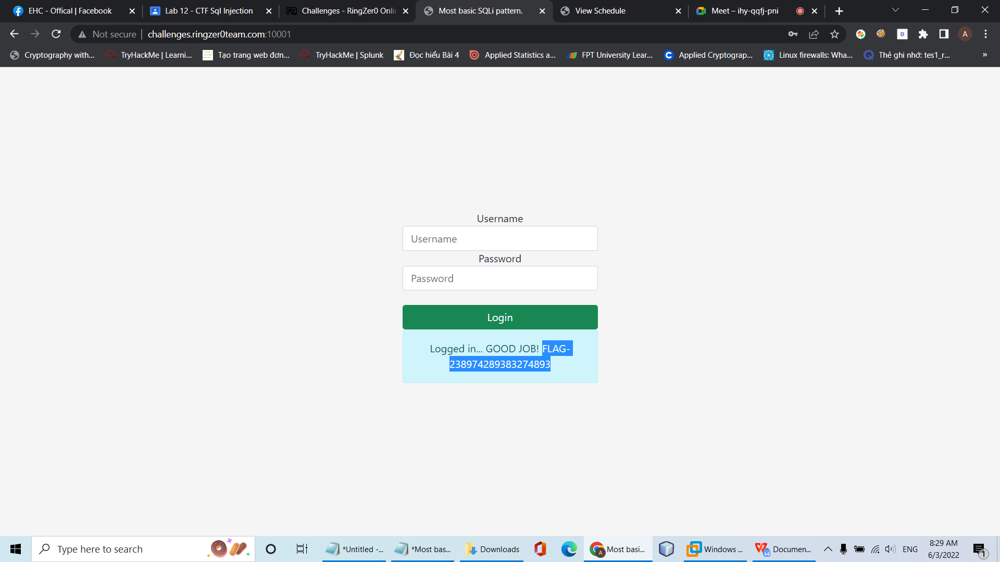 EHC - Offical | Facebook
Lab 12 - CTF Sql Injection
Challenges - RingZer0 Onli
Most basic SQLi pattern.
View Schedule
Meet – ihy-qqfj-pni
Not secure
challenges.ringzer0team.com:10001
B
A
Cryptography with...
TryHackMe | Learni...
Tạo trang web đơn...
TryHackMe | Splunk
Đọc hiểu Bài 4
Applied Statistics a...
FPT University Lear...
Applied Cryptograp...
Linux firewalls: Wha...
Thẻ ghi nhớ: tes1_r...
»
Username
Username
Password
Password
Login
Logged in... GOOD JOB! FLAG-
238974289383274893
Type here to search
*Untitled -...
*Most bas...
Downloads
Most basi...
Windows ...
Documen...
ENG
8:29 AM
6/3/2022
1